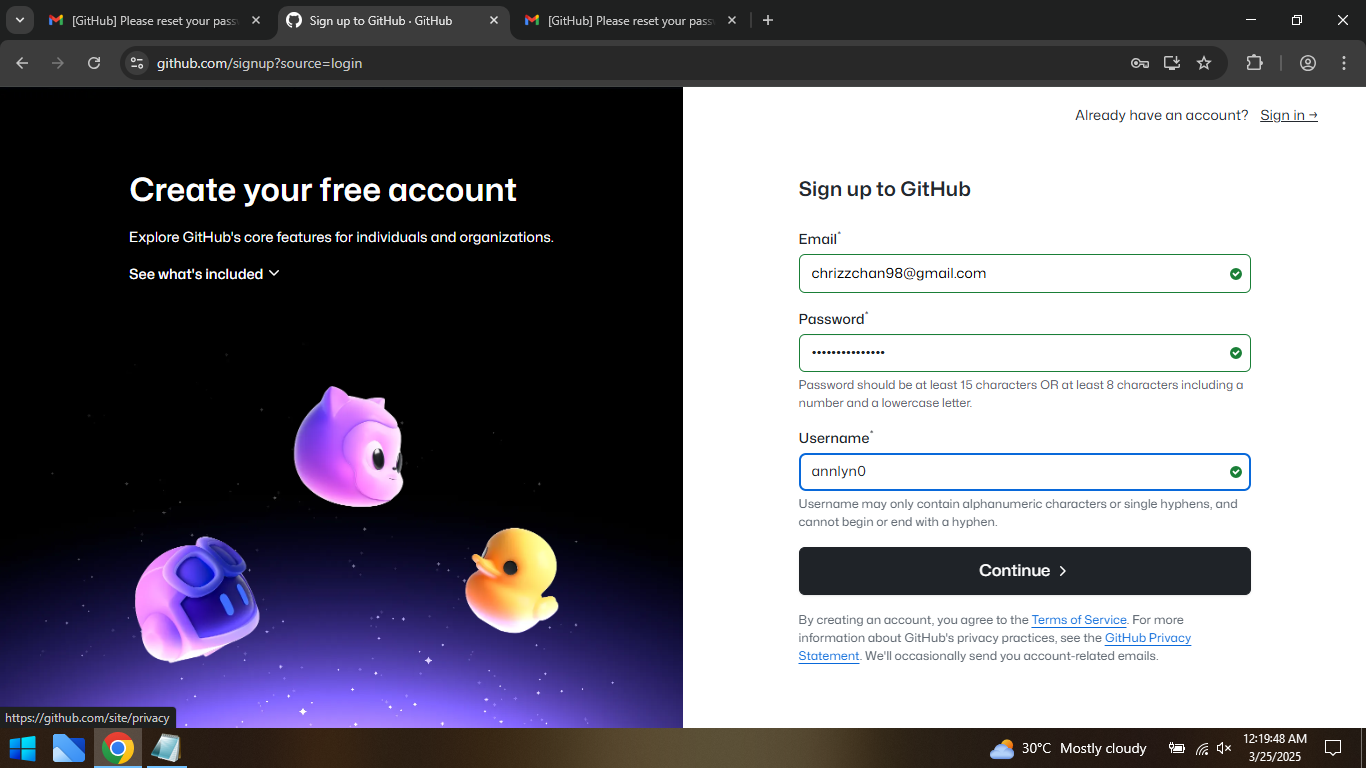 [GitHub] Please reset your pass
Sign up to GitHub · GitHub
[GitHub] Please reset your pass
github.com/signup?source=login
Already have an account? Sign in →
Create your free account
Explore GitHub's core features for individuals and organizations.
See what's included
Sign up to GitHub
Email*
chrizzchan98@gmail.com
Password*
•••••••••••••••
Password should be at least 15 characters OR at least 8 characters including a
number and a lowercase letter.
Username*
annlyn0
Username may only contain alphanumeric characters or single hyphens, and
cannot begin or end with a hyphen.
Continue
By creating an account, you agree to the Terms of Service. For more
information about GitHub's privacy practices, see the GitHub Privacy
Statement. We'll occasionally send you account-related emails.
https://github.com/site/privacy
30°C Mostly cloudy
12:19:48 AM
3/25/2025